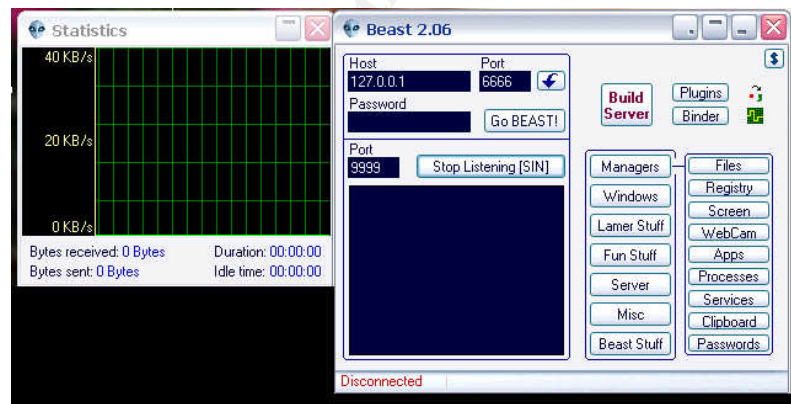 Statistics
40 KB/s
20 KB/s
0 KB/s
Bytes received: 0 Bytes
Duration: 00:00:00
Bytes sent: 0 Bytes
Idle time: 00:00:00
Beast 2.06
Host
Port
127.0.0.1
6666
Password
Go BEAST!
Port
9999
Stop Listening [SIN]
$
Build
Server
Plugins
Binder
Managers
Windows
Lamer Stuff
Fun Stuff
Server
Misc
Beast Stuff
Files
Registry
Screen
WebCam
Apps
Processes
Services
Clipboard
Passwords
Disconnected